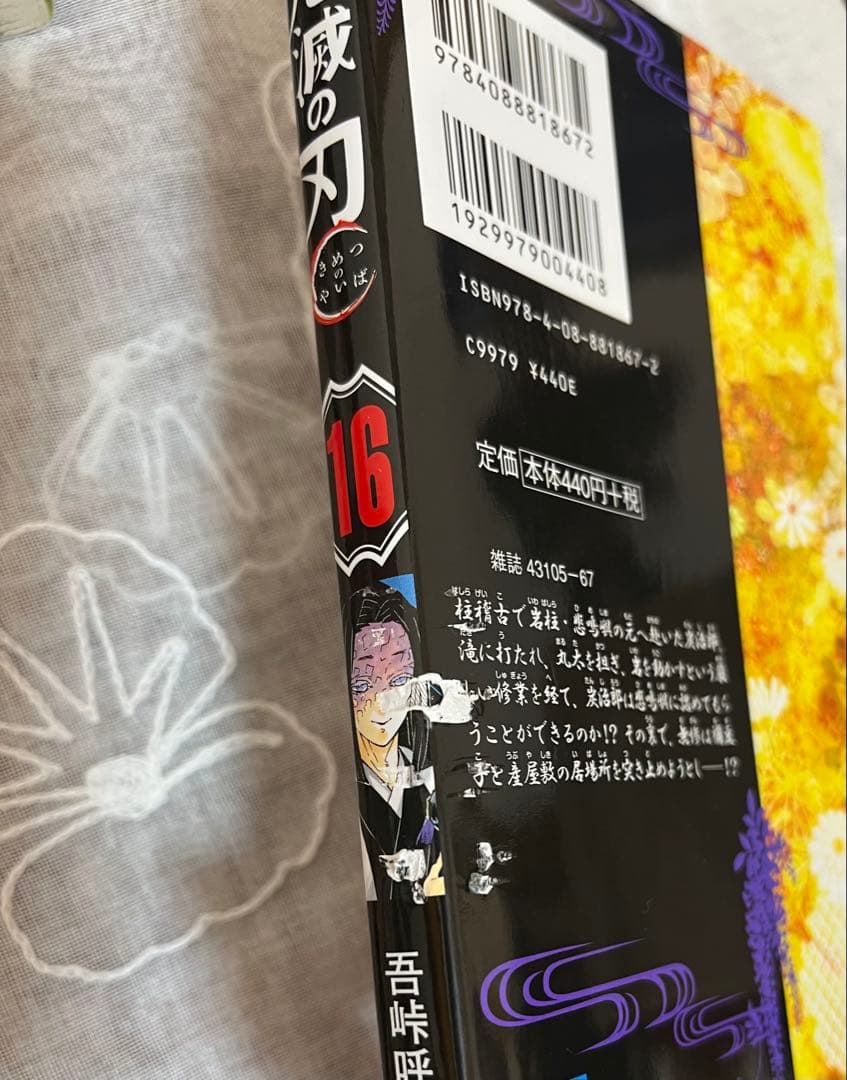 滅の刃
きめつのやいば
16
吾峠呼
9784088818672
1929979004408
ISBN978-4-08-881867-2
C9979 ¥440E
定価 本体440円+税
雑誌 43105-67
柱稽古で岩柱・悲鳴嶼の元へ赴いた炭治郎。
滝に打たれ、丸太を担ぎ、岩を動かすという
修業を経て、炭治郎は悲鳴嶼に認めてもら
うことができるのか!? その裏で、無惨は禰豆
子と産屋敷の居場所を突き止めようとし──!?